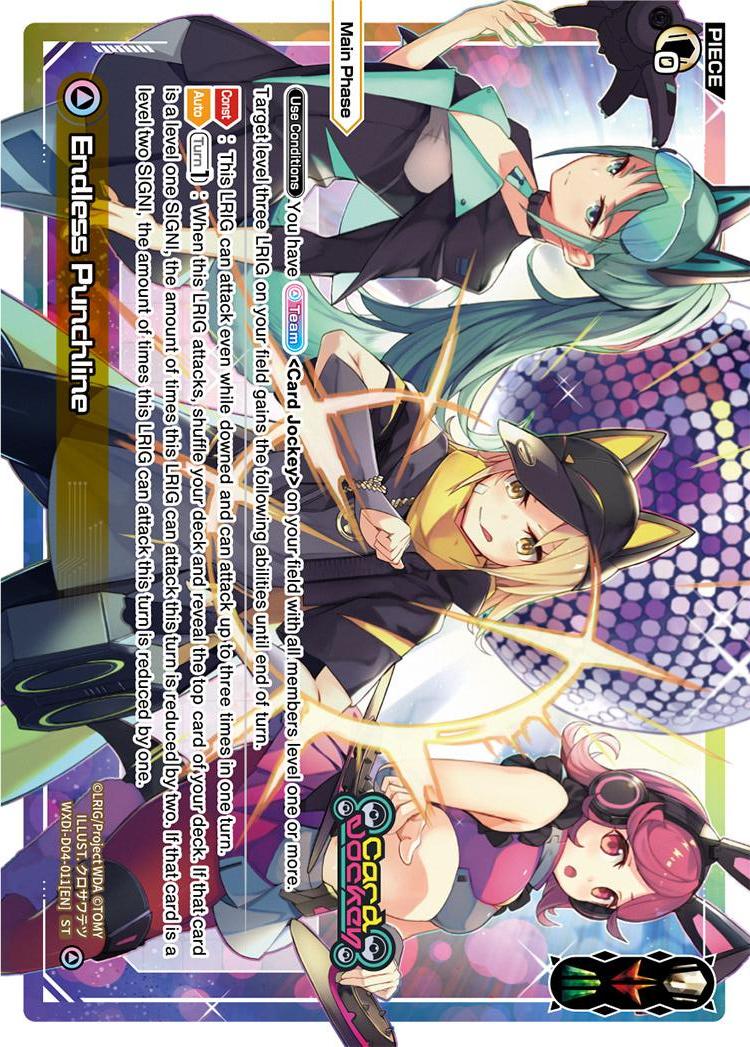 PIECE
0
Main Phase
Use Conditions You have Team <Card Jockey> on your field with all members level one or more.
Target level three LRIG on your field gains the following abilities until end of turn.
Const : This LRIG can attack even while downed and can attack up to three times in one turn.
Auto Turn 1 : When this LRIG attacks, shuffle your deck and reveal the top card of your deck. If that card
is a level one SIGNI, the amount of times this LRIG can attack this turn is reduced by two. If that card is a
level two SIGNI, the amount of times this LRIG can attack this turn is reduced by one.
Card
Jockey
Endless Punchline
©LRIG/Project WDA ©TOMY
ILLUST. クロサワテツ
WXDi-D04-011[EN] ST